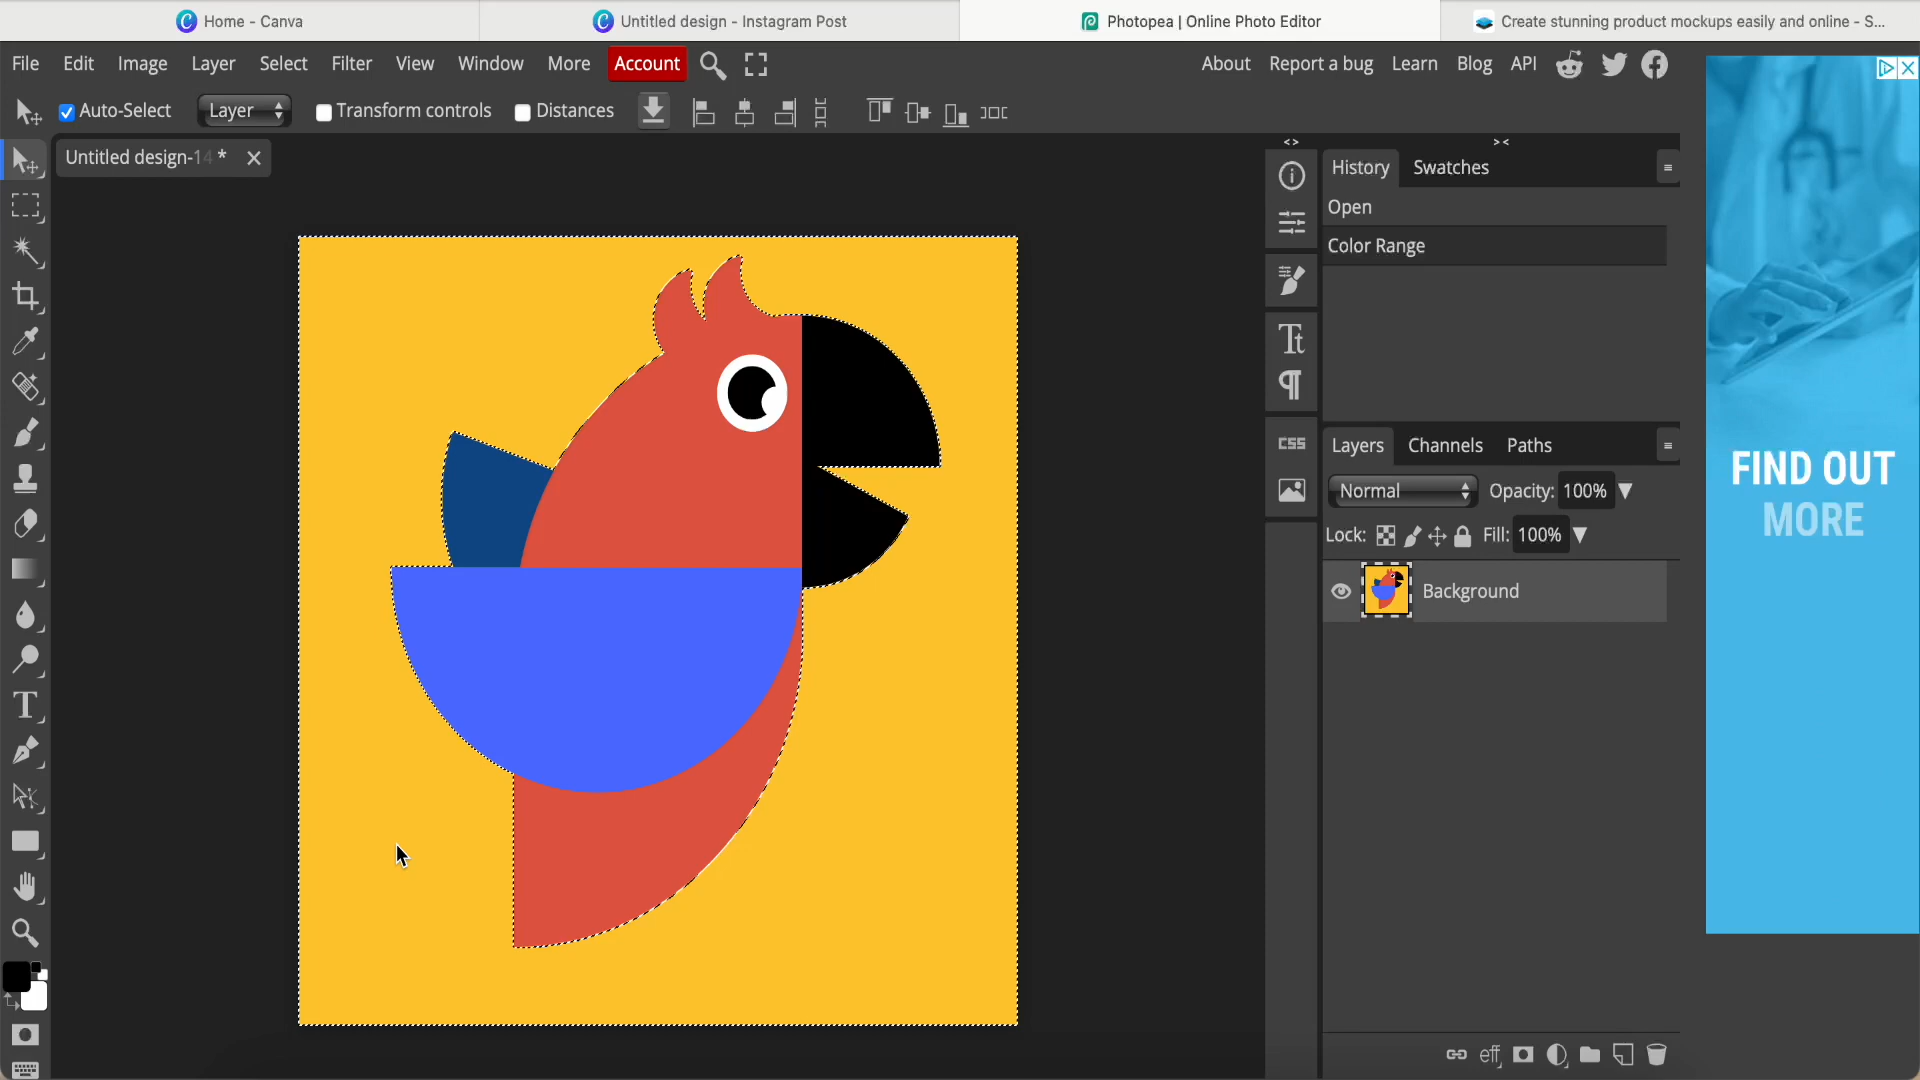 Home - Canva
Untitled design - Instagram Post
Photopea | Online Photo Editor
Create stunning product mockups easily and online - S...
File Edit Image Layer Select Filter View Window More Account
About Report a bug Learn Blog API
Auto-Select Layer Transform controls Distances
Untitled design-14 *
History Swatches
Open
Color Range
CSS
Layers Channels Paths
Normal Opacity: 100%
Lock: Fill: 100%
Background
eff
FIND OUT
MORE